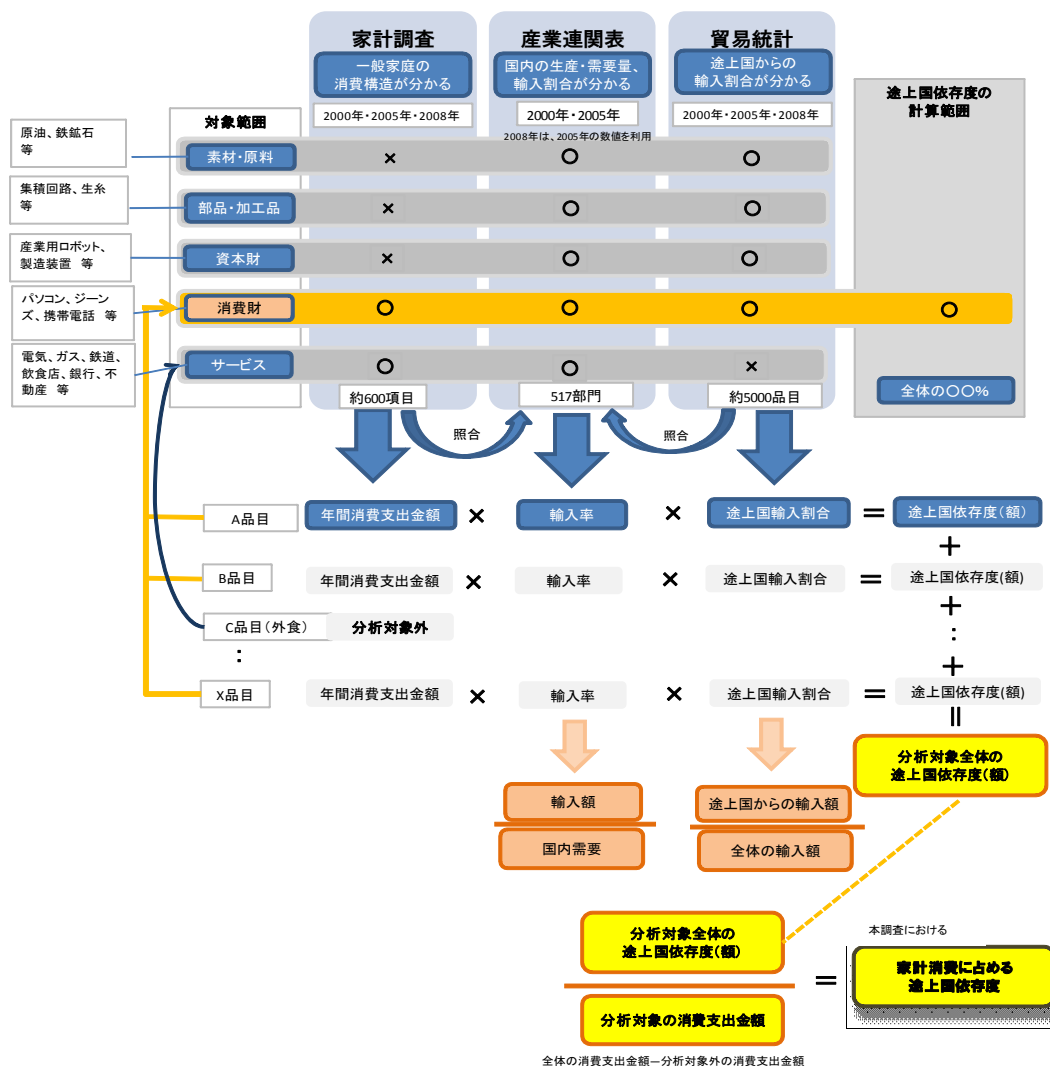 家計調査
産業連関表
貿易統計
一般家庭の
消費構造が分かる
国内の生産・需要量、
輸入割合が分かる
途上国からの
輸入割合が分かる
途上国依存度の
計算範囲
対象範囲
2000年・2005年・2008年
2000年・2005年
2000年・2005年・2008年
2008年は、2005年の数値を利用
原油、鉄鉱石
等
素材・原料
×
○
○
集積回路、生糸
等
部品・加工品
×
○
○
産業用ロボット、
製造装置 等
資本財
×
○
○
パソコン、ジーン
ズ、携帯電話 等
消費財
○
○
○
○
電気、ガス、鉄道、
飲食店、銀行、不
動産 等
サービス
○
○
×
全体の○○%
約600項目
517部門
約5000品目
照合
照合
A品目
年間消費支出金額
×
輸入率
×
途上国輸入割合
=
途上国依存度(額)
+
B品目
年間消費支出金額
×
輸入率
×
途上国輸入割合
=
途上国依存度(額)
+
C品目(外食)
分析対象外
:
:
+
X品目
年間消費支出金額
×
輸入率
×
途上国輸入割合
=
途上国依存度(額)
=
分析対象全体の
途上国依存度(額)
輸入額
国内需要
途上国からの輸入額
全体の輸入額
分析対象全体の
途上国依存度(額)
分析対象の消費支出金額
=
本調査における
家計消費に占める
途上国依存度
全体の消費支出金額―分析対象外の消費支出金額